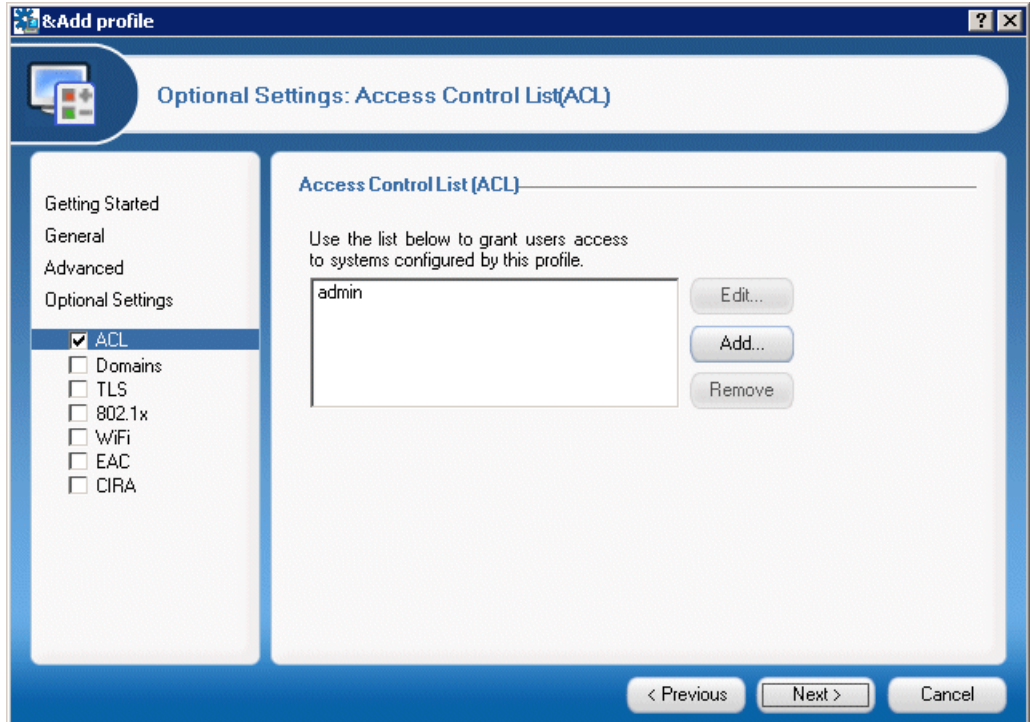 &Add profile
Optional Settings: Access Control List(ACL)
Getting Started
General
Advanced
Optional Settings
ACL
Domains
TLS
802.1x
WiFi
EAC
CIRA
Access Control List (ACL)
Use the list below to grant users access
to systems configured by this profile.
admin
Edit...
Add...
Remove
< Previous
Next >
Cancel